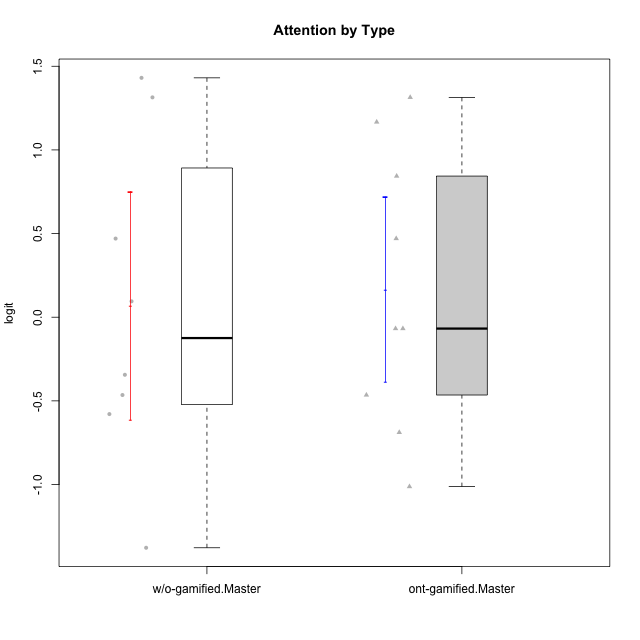 Attention by Type
1.5
1.0
0.5
0.0
-0.5
-1.0
logit
w/o-gamified.Master
ont-gamified.Master